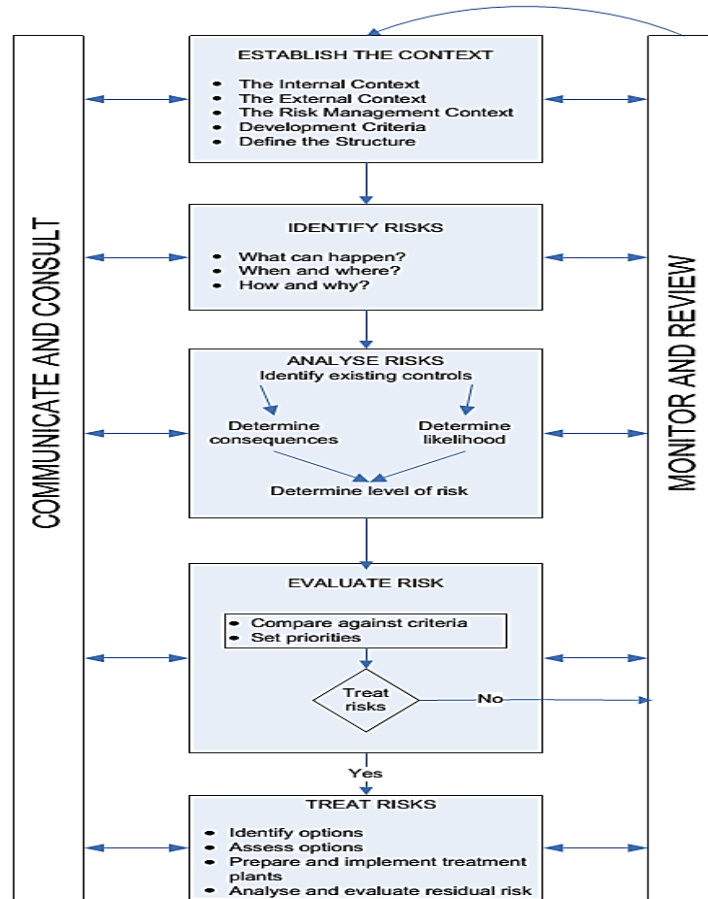 ESTABLISH THE CONTEXT
• The Internal Context
• The External Context
• The Risk Management Context
• Development Criteria
• Define the Structure
IDENTIFY RISKS
• What can happen?
• When and where?
• How and why?
ANALYSE RISKS
Identify existing controls
Determine consequences
Determine likelihood
Determine level of risk
EVALUATE RISK
• Compare against criteria
• Set priorities
Treat
risks
No
Yes
TREAT RISKS
• Identify options
• Assess options
• Prepare and implement treatment
plants
• Analyse and evaluate residual risk
COMMUNICATE AND CONSULT
MONITOR AND REVIEW